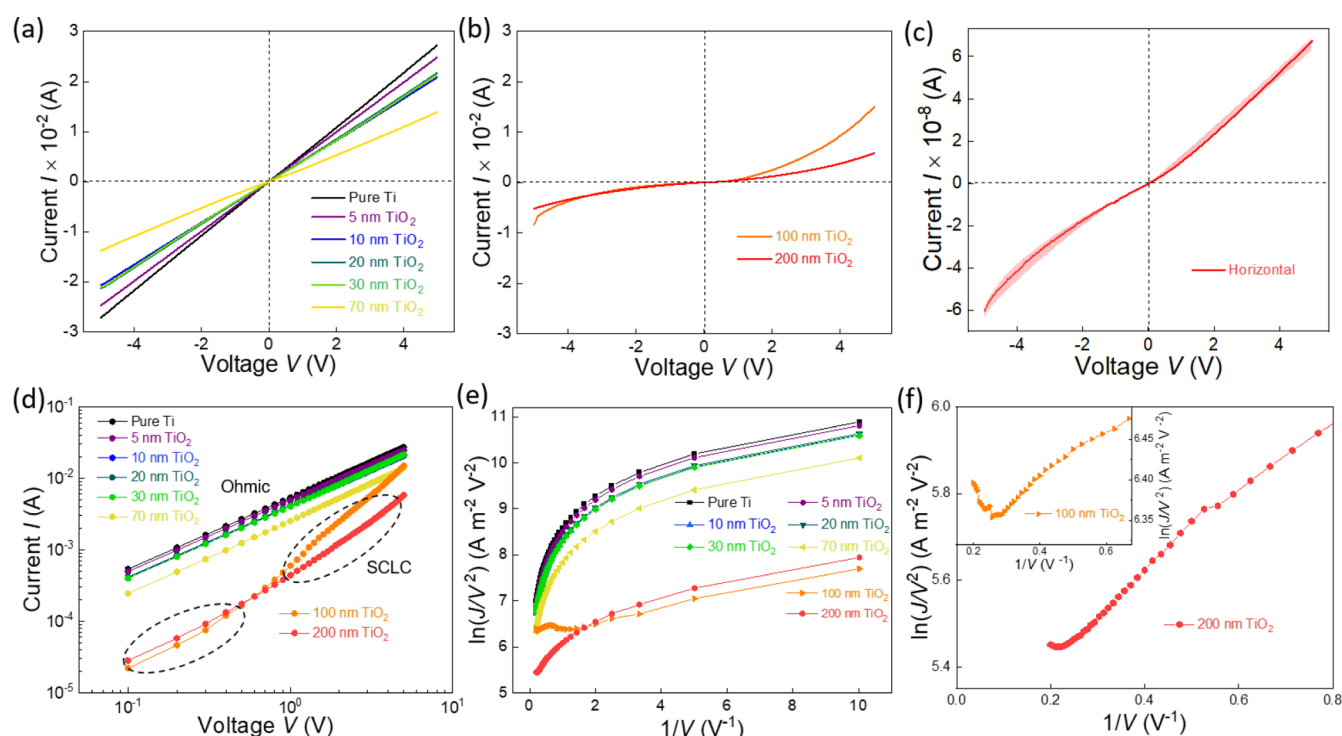 (a)
3
2
1
0
-1
-2
-3
Current I × 10⁻² (A)
-4 -2 0 2 4
Voltage V (V)
Pure Ti
5 nm TiO₂
10 nm TiO₂
20 nm TiO₂
30 nm TiO₂
70 nm TiO₂
(b)
3
2
1
0
-1
-2
-3
Current I × 10⁻² (A)
-4 -2 0 2 4
Voltage V (V)
100 nm TiO₂
200 nm TiO₂
(c)
6
4
2
0
-2
-4
-6
Current I × 10⁻⁸ (A)
-4 -2 0 2 4
Voltage V (V)
Horizontal
(d)
10⁻¹
10⁻²
10⁻³
10⁻⁴
10⁻⁵
Current I (A)
10⁻¹ 10⁰ 10¹
Voltage V (V)
Pure Ti
5 nm TiO₂
10 nm TiO₂
20 nm TiO₂
30 nm TiO₂
70 nm TiO₂
Ohmic
SCLC
100 nm TiO₂
200 nm TiO₂
(e)
11
10
9
8
7
6
5
ln(J/V²) (A m⁻² V⁻²)
0 2 4 6 8 10
1/V (V⁻¹)
Pure Ti 5 nm TiO₂
10 nm TiO₂ 20 nm TiO₂
30 nm TiO₂ 70 nm TiO₂
100 nm TiO₂
200 nm TiO₂
(f)
6.0
5.8
5.6
5.4
ln(J/V²) (A m⁻² V⁻²)
0.0 0.2 0.4 0.6 0.8
1/V (V⁻¹)
200 nm TiO₂
6.45
6.40
6.35
ln(J/V²) (A m⁻² V⁻²)
0.2 0.4 0.6
1/V (V⁻¹)
100 nm TiO₂